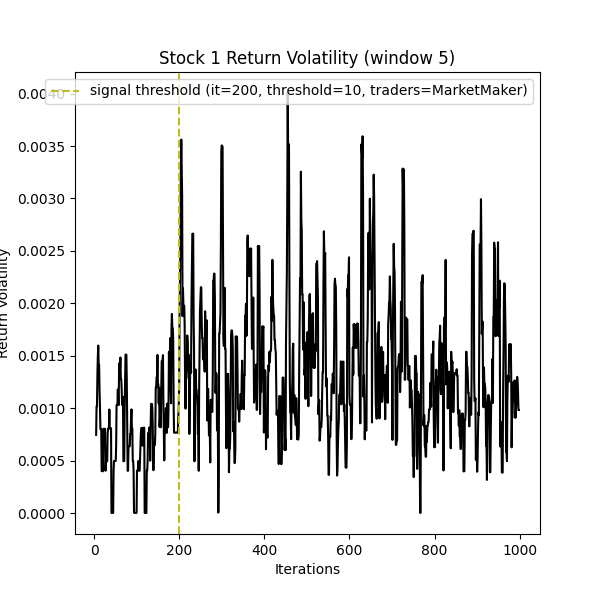 Stock 1 Return Volatility (window 5)
signal threshold (it=200, threshold=10, traders=MarketMaker)
0.0040
0.0035
0.0030
0.0025
0.0020
0.0015
0.0010
0.0005
0.0000
Return Volatility
0 200 400 600 800 1000
Iterations